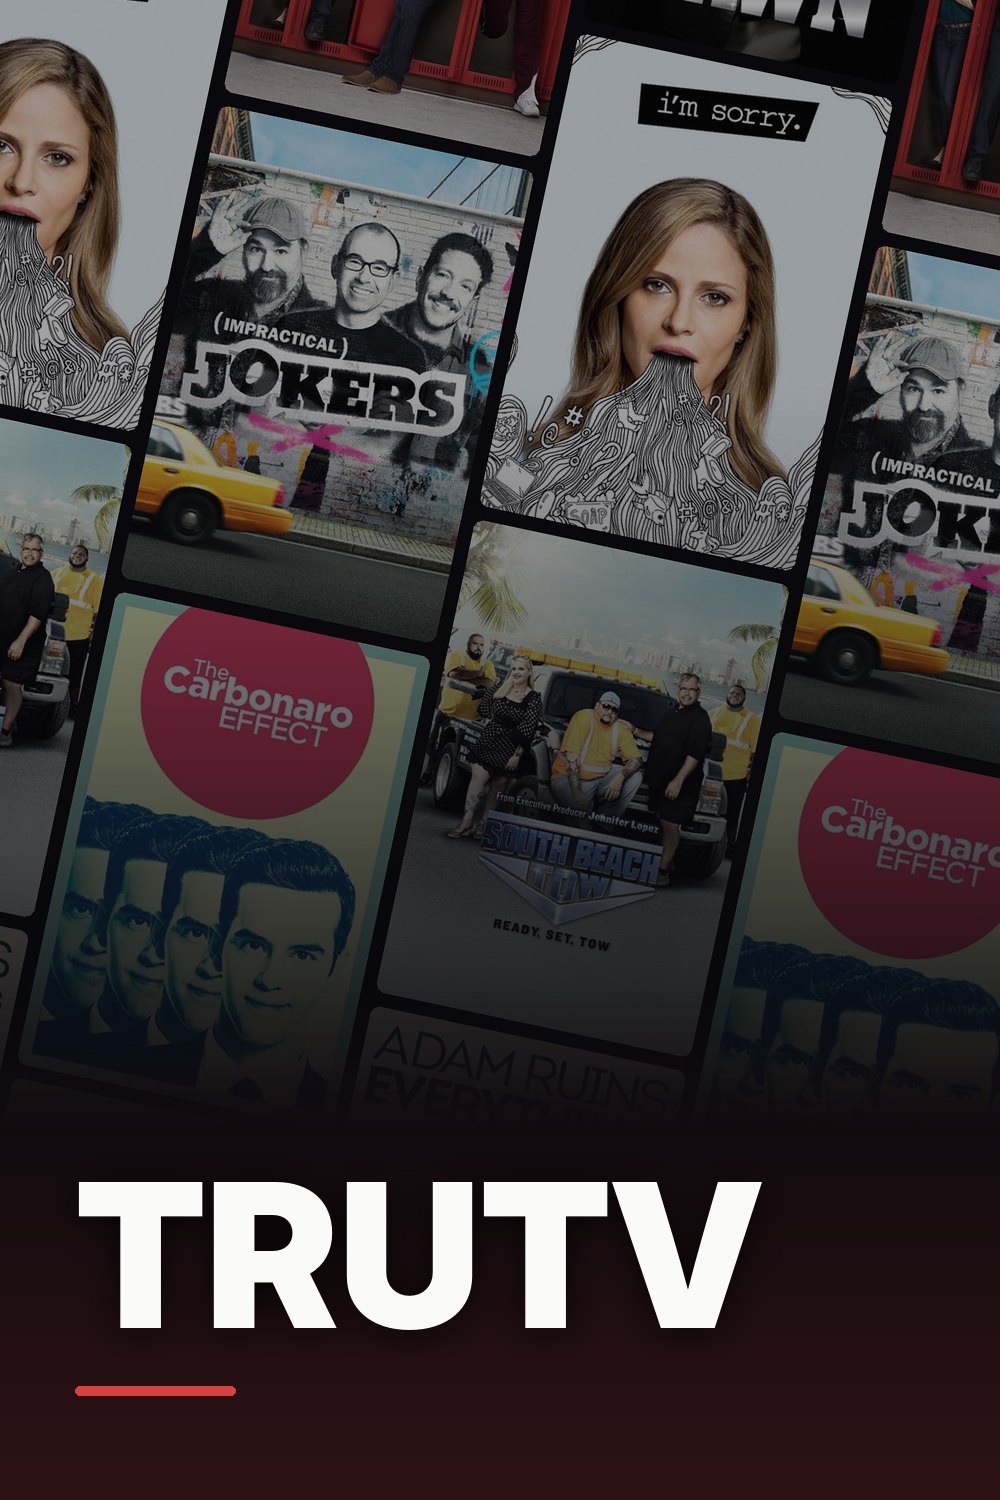 i'm sorry.
(IMPRACTICAL)
JOKERS
SOAP
(IMPRACTICAL
The
Carbonaro
EFFECT
From Executive Producer Jennifer Lopez
SOUTH BEACH
TOW
READY, SET, TOW
The
Carbonaro
EFFECT
ADAM RUINS
TRUTV